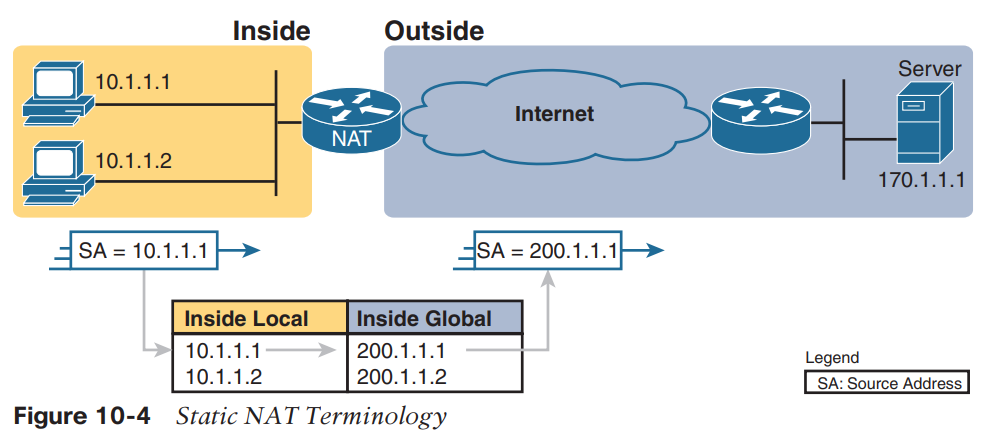 Inside
Outside
10.1.1.1
10.1.1.2
NAT
Internet
Server
170.1.1.1
SA = 10.1.1.1
SA = 200.1.1.1
Inside Local
Inside Global
10.1.1.1
200.1.1.1
10.1.1.2
200.1.1.2
Legend
SA: Source Address
Figure 10-4 Static NAT Terminology